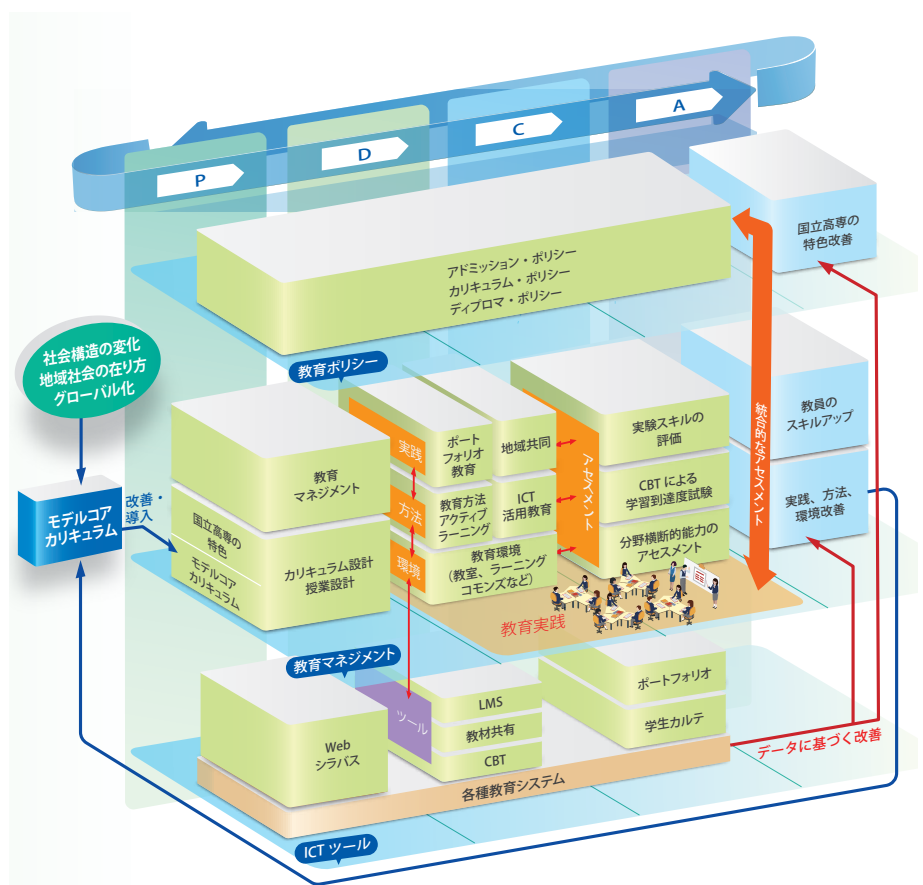 P
D
C
A
国立高専の
特色改善
アドミッション・ポリシー
カリキュラム・ポリシー
ディプロマ・ポリシー
社会構造の変化
地域社会の在り方
グローバル化
教育ポリシー
モデルコア
カリキュラム
改善・
導入
教育
マネジメント
国立高専の
特色
モデルコア
カリキュラム
カリキュラム設計
授業設計
実践
方法
環境
ポート
フォリオ
教育
地域共同
教育方法
アクティブ
ラーニング
ICT
活用教育
教育環境
(教室、ラーニング
コモンズなど)
アセスメント
実験スキルの
評価
CBTによる
学習到達度試験
分野横断的能力の
アセスメント
統合的なアセスメント
教員の
スキルアップ
実践、方法、
環境改善
教育実践
教育マネジメント
Web
シラバス
ツール
LMS
教材共有
CBT
ポートフォリオ
学生カルテ
各種教育システム
データに基づく改善
ICTツール